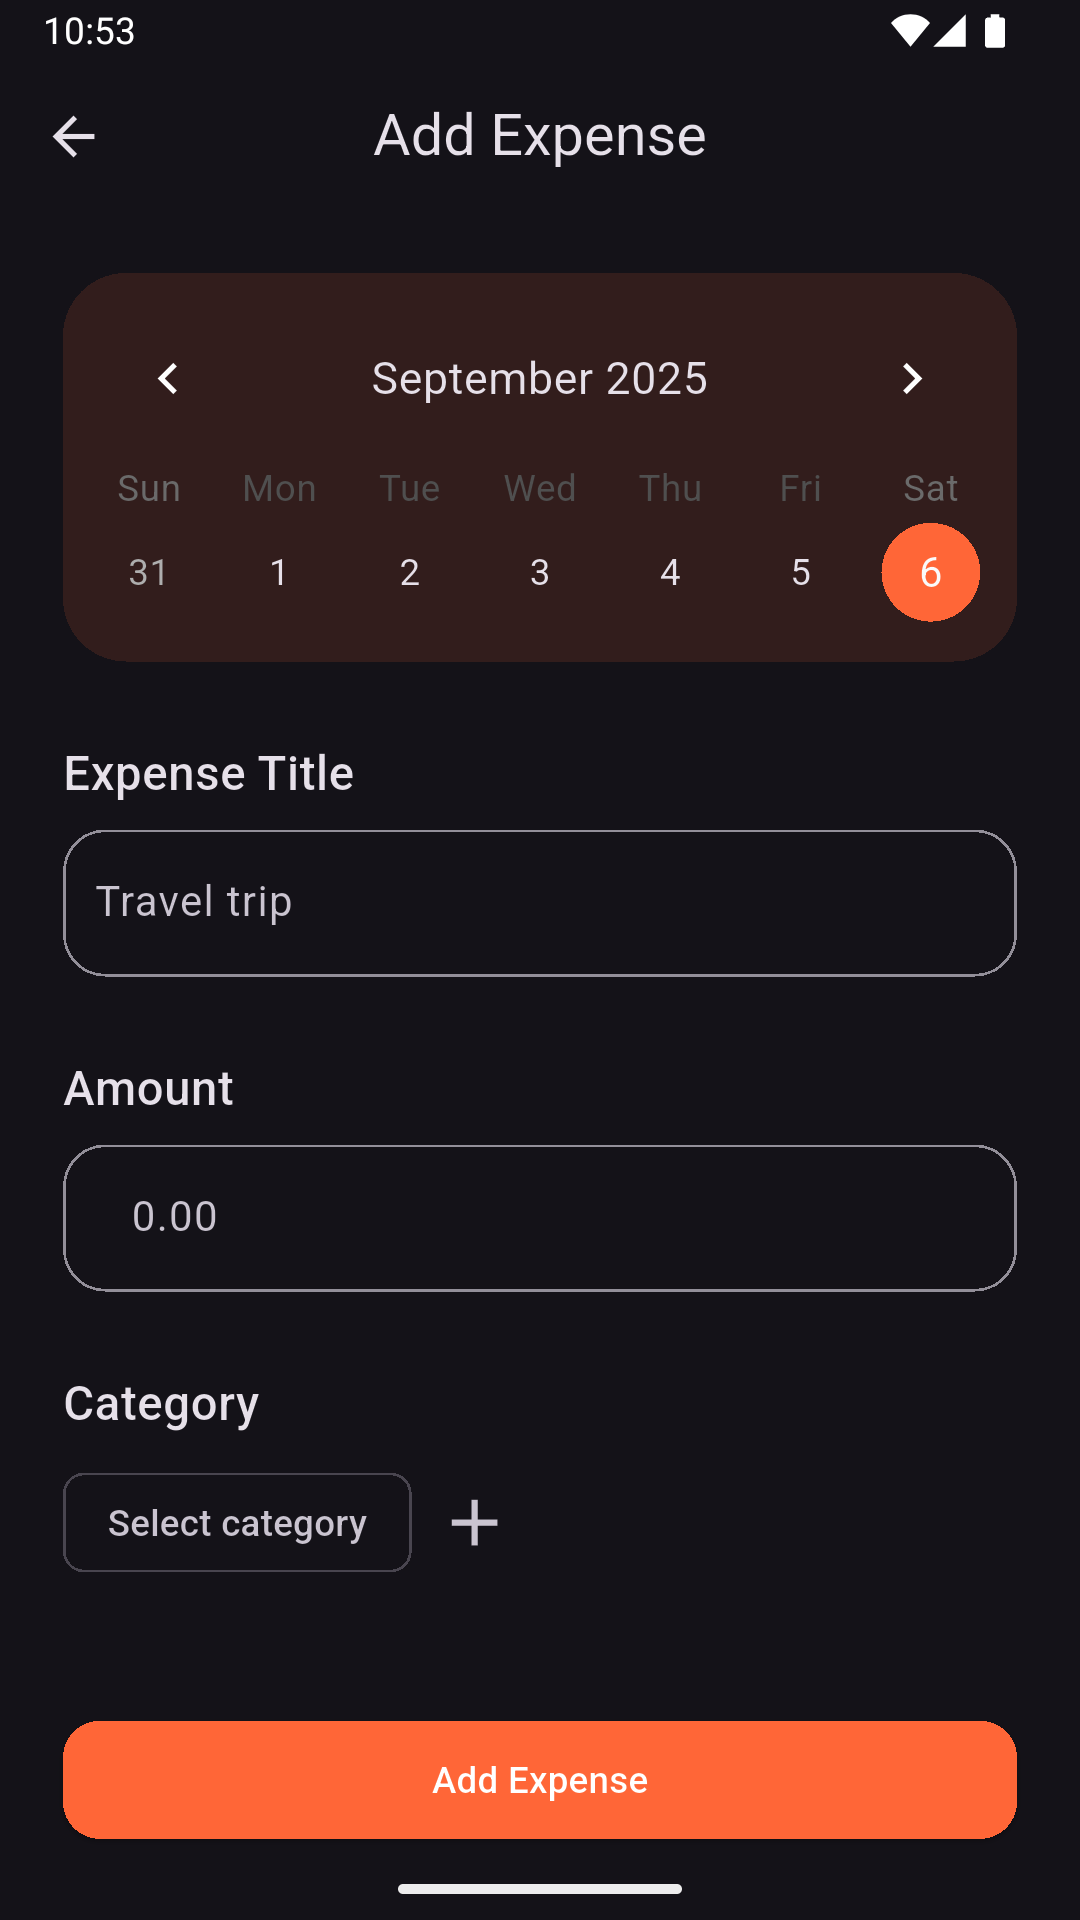 10:53
Add Expense
September 2025
Sun Mon Tue Wed Thu Fri Sat
31 1 2 3 4 5 6
Expense Title
Travel trip
Amount
0.00
Category
Select category
Add Expense